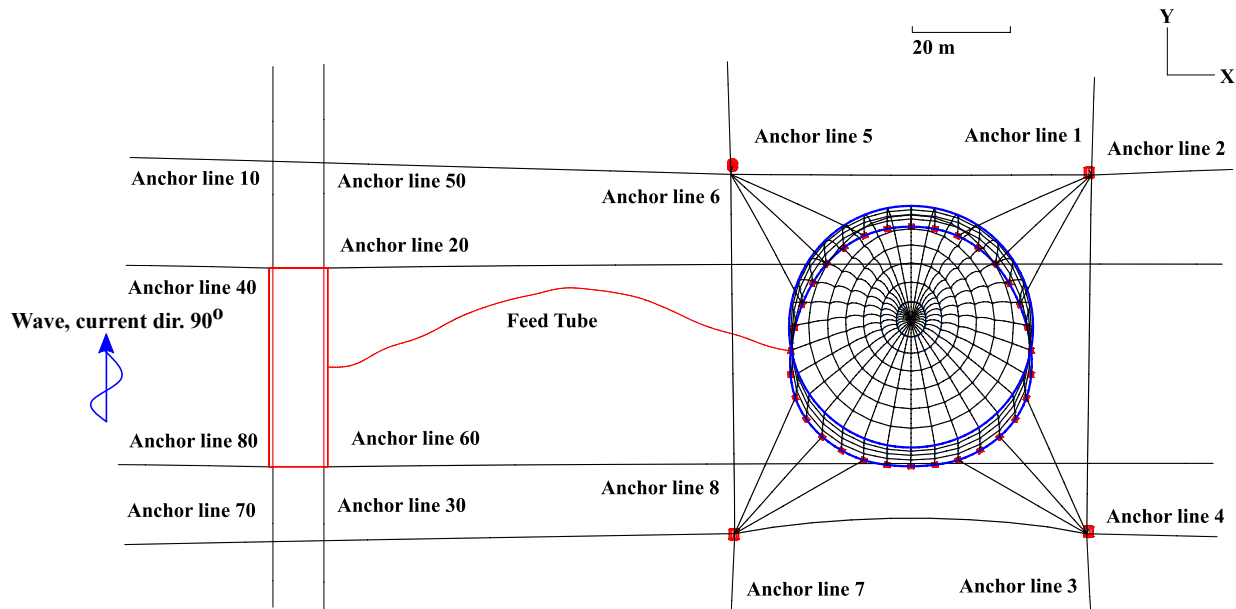 Y
20 m
X
Anchor line 5
Anchor line 1
Anchor line 2
Anchor line 10
Anchor line 50
Anchor line 6
Anchor line 20
Anchor line 40
Wave, current dir. 90⁰
Feed Tube
Anchor line 80
Anchor line 60
Anchor line 8
Anchor line 70
Anchor line 30
Anchor line 4
Anchor line 7
Anchor line 3